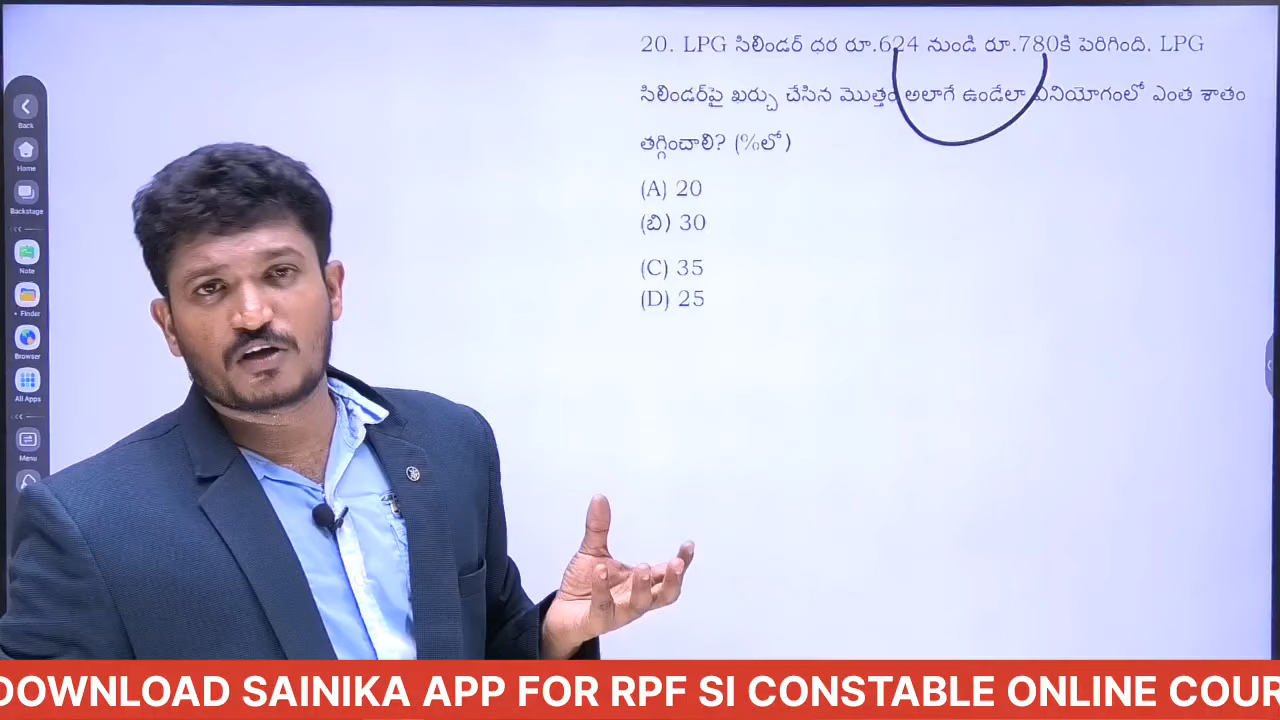 20. LPG సిలిండర్ ధర రూ.624 నుండి రూ.780కి పెరిగింది. LPG
సిలిండర్‌పై ఖర్చు చేసిన మొత్తం అలాగే ఉండేలా వినియోగంలో ఎంత శాతం
తగ్గించాలి? (%లో)
(A) 20
(బి) 30
(C) 35
(D) 25
Back
Home
Backstage
Note
Finder
Browser
All Apps
Menu
DOWNLOAD SAINIKA APP FOR RPF SI CONSTABLE ONLINE COUR